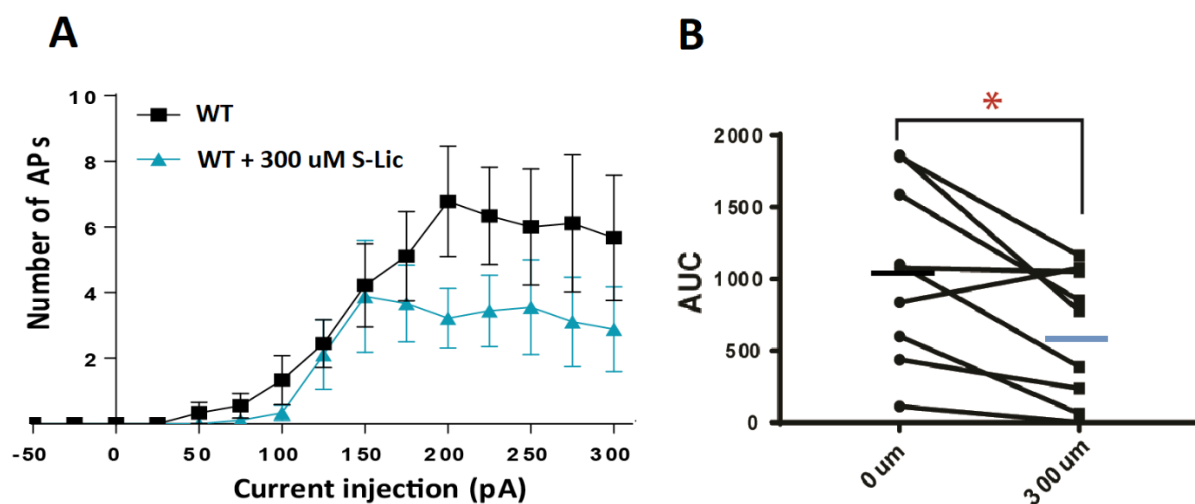 A
10
8
6
4
2
Number of APs
WT
WT + 300 uM S-Lic
-50 0 50 100 150 200 250 300
Current injection (pA)
B
*
2000
1500
1000
500
0
AUC
0 um
300 um